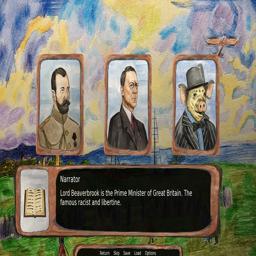 Narrator
Lord Beaverbrook is the Prime Minister of Great Britain. The
famous racist and libertine.
Return Skip Save Load Options